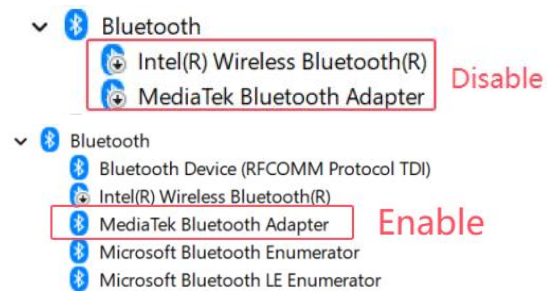 Bluetooth
Intel(R) Wireless Bluetooth(R)
Disable
MediaTek Bluetooth Adapter
Bluetooth
Bluetooth Device (RFCOMM Protocol TDI)
Intel(R) Wireless Bluetooth(R)
MediaTek Bluetooth Adapter
Enable
Microsoft Bluetooth Enumerator
Microsoft Bluetooth LE Enumerator